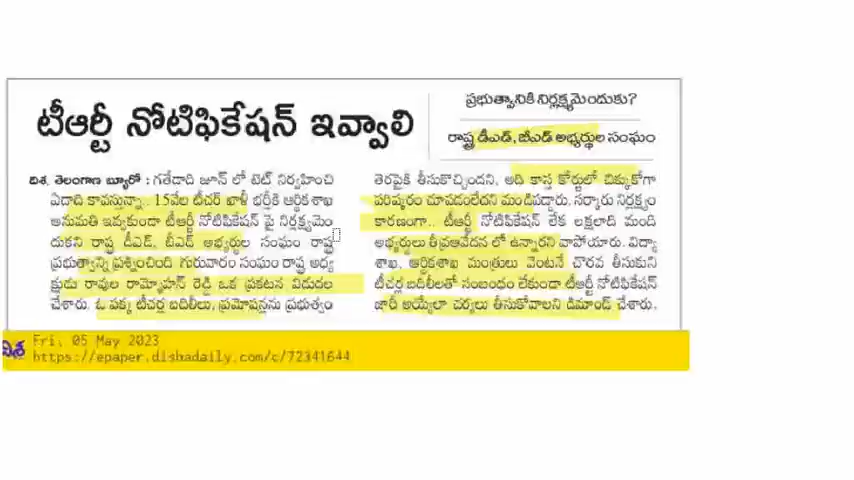 టీఆర్టీ నోటిఫికేషన్ ఇవ్వాలి
ప్రభుత్వానికి నిర్లక్ష్యమెందుకు?
రాష్ట్ర డీఎడ్, బీఎడ్ అభ్యర్థుల సంఘం
దిశ, తెలంగాణ బ్యూరో : గతేడాది జూన్ లో టెట్ నిర్వహించి
ఏడాది కావస్తున్నా.. 15వేల టీచర్ ఖాళీ భర్తీకి ఆర్థికశాఖ
అనుమతి ఇవ్వకుండా టీఆర్టీ నోటిఫికేషన్ పై నిర్లక్ష్యమెం
దుకని రాష్ట్ర డీఎడ్, బీఎడ్ అభ్యర్థుల సంఘం రాష్ట్ర
ప్రభుత్వాన్ని ప్రశ్నించింది. గురువారం సంఘం రాష్ట్ర అధ్య
క్షుడు రావుల రామ్మోహన్ రెడ్డి ఒక ప్రకటన విడుదల
చేశారు. ఓ పక్క టీచర్ల బదిలీలు, ప్రమోషన్లను ప్రభుత్వం
తెరపైకి తీసుకొచ్చిందని, అది కాస్త కోర్టులో చిక్కుకోగా
పరిష్కరం చూపడంలేదని మండిపడ్డారు. సర్కారు నిర్లక్ష్యం
కారణంగా.. టీఆర్టీ నోటిఫికేషన్ లేక లక్షలాది మంది
అభ్యర్థులు తీవ్రఆవేదన లో ఉన్నారని వాపోయారు. విద్యా
శాఖ, ఆర్థికశాఖ మంత్రులు వెంటనే చొరవ తీసుకుని
టీచర్ల బదిలీలతో సంబంధం లేకుండా టీఆర్టీ నోటిఫికేషన్
జారీ అయ్యేలా చర్యలు తీసుకోవాలని డిమాండ్ చేశారు.
దిశ
Fri, 05 May 2023
https://epaper.dishadaily.com/c/72341644